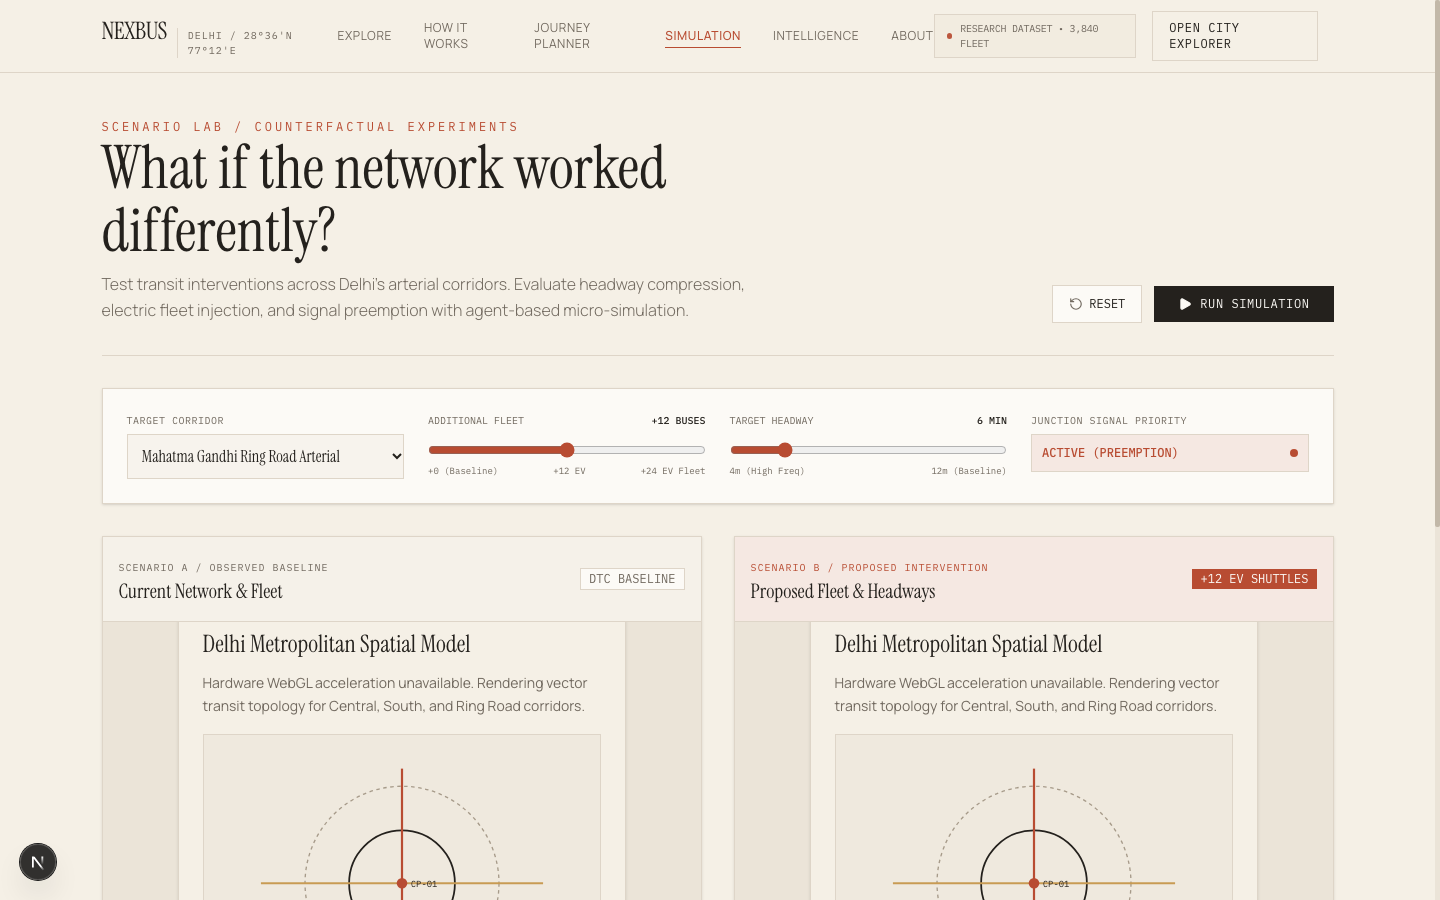 NEXBUS
DELHI / 28°36'N
77°12'E
EXPLORE
HOW IT
WORKS
JOURNEY
PLANNER
SIMULATION
INTELLIGENCE
ABOUT
RESEARCH DATASET • 3,840
FLEET
OPEN CITY
EXPLORER
SCENARIO LAB / COUNTERFACTUAL EXPERIMENTS
What if the network worked
differently?
Test transit interventions across Delhi's arterial corridors. Evaluate headway compression,
electric fleet injection, and signal preemption with agent-based micro-simulation.
RESET
RUN SIMULATION
TARGET CORRIDOR
Mahatma Gandhi Ring Road Arterial
ADDITIONAL FLEET +12 BUSES
+0 (Baseline) +12 EV +24 EV Fleet
TARGET HEADWAY 6 MIN
4m (High Freq) 12m (Baseline)
JUNCTION SIGNAL PRIORITY
ACTIVE (PREEMPTION)
SCENARIO A / OBSERVED BASELINE
Current Network & Fleet
DTC BASELINE
Delhi Metropolitan Spatial Model
Hardware WebGL acceleration unavailable. Rendering vector
transit topology for Central, South, and Ring Road corridors.
CP-01
SCENARIO B / PROPOSED INTERVENTION
Proposed Fleet & Headways
+12 EV SHUTTLES
Delhi Metropolitan Spatial Model
Hardware WebGL acceleration unavailable. Rendering vector
transit topology for Central, South, and Ring Road corridors.
CP-01
N